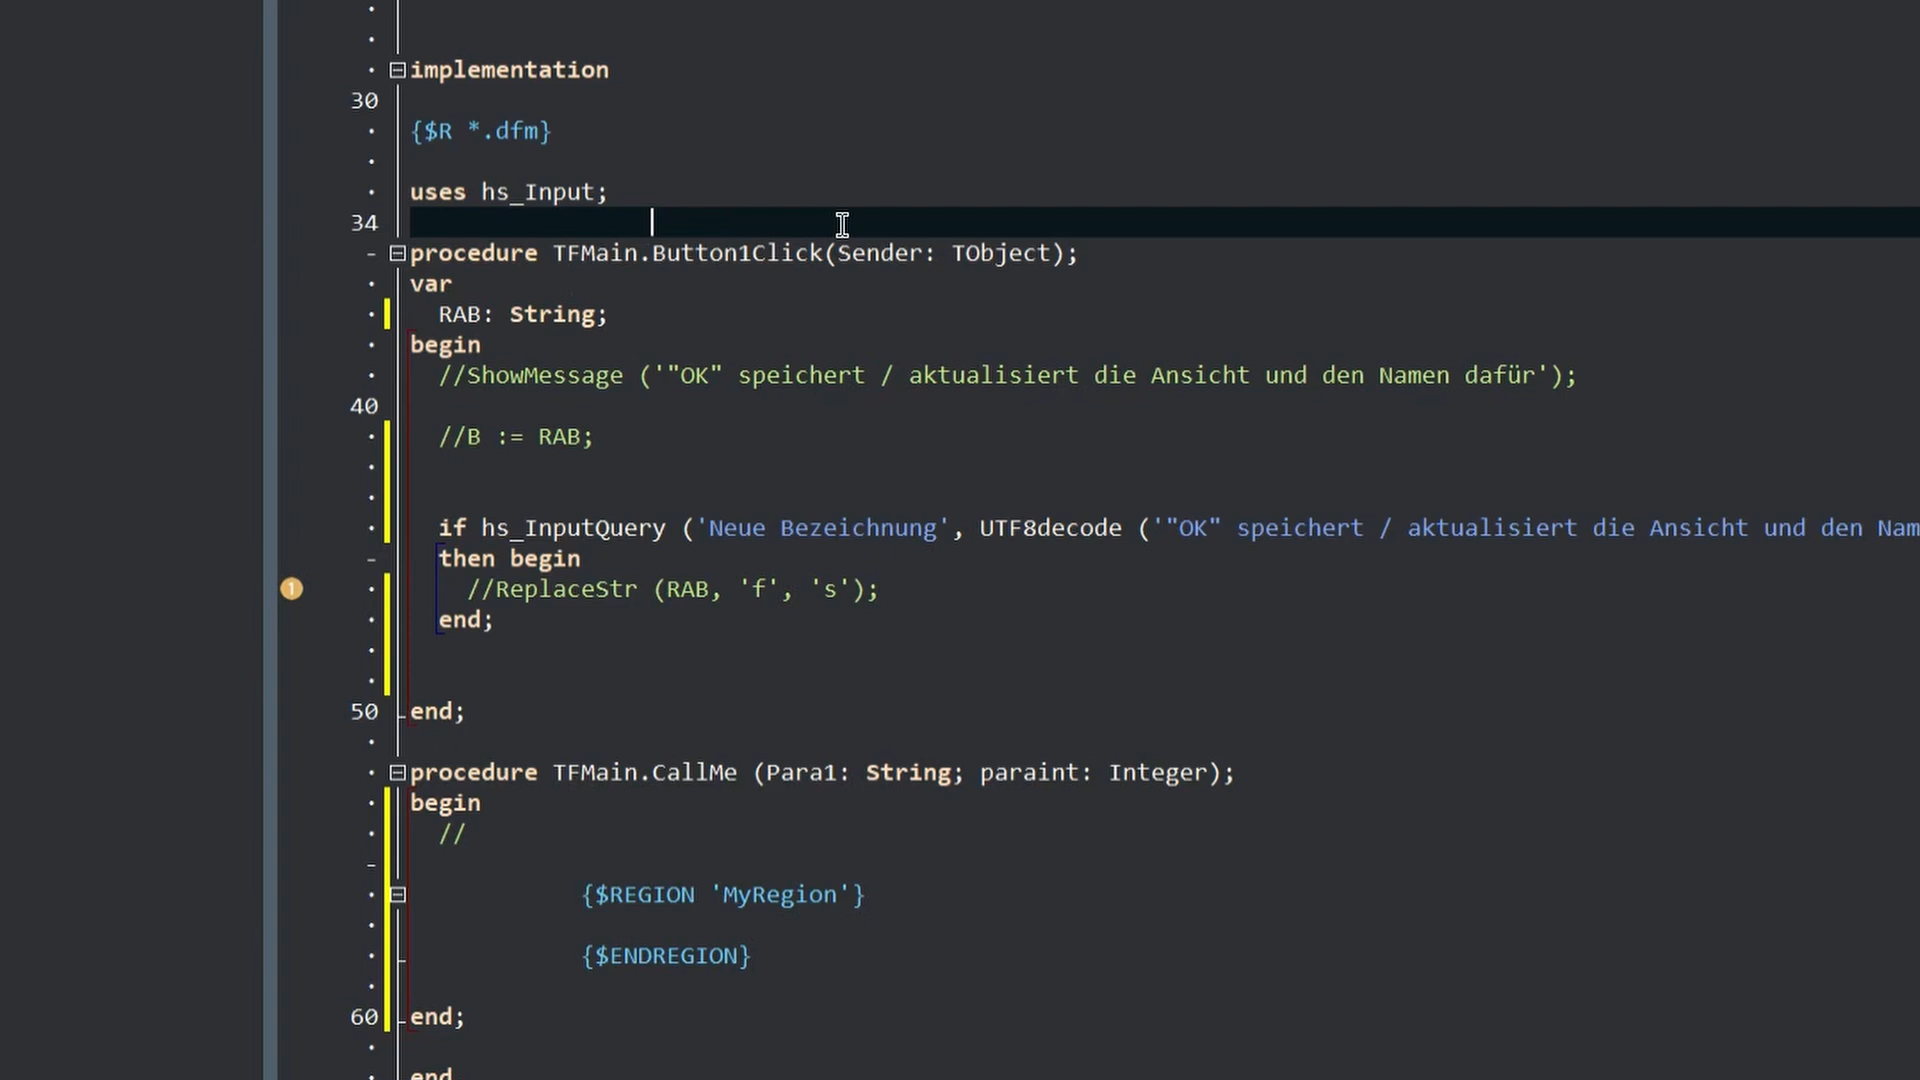 implementation
30
{$R *.dfm}
uses hs_Input;
34
procedure TFMain.Button1Click(Sender: TObject);
var
RAB: String;
begin
//ShowMessage ('"OK" speichert / aktualisiert die Ansicht und den Namen dafür');
40
//B := RAB;
if hs_InputQuery ('Neue Bezeichnung', UTF8decode ('"OK" speichert / aktualisiert die Ansicht und den Nam
then begin
1
//ReplaceStr (RAB, 'f', 's');
end;
50 end;
procedure TFMain.CallMe (Para1: String; paraint: Integer);
begin
//
{$REGION 'MyRegion'}
{$ENDREGION}
60 end;
end